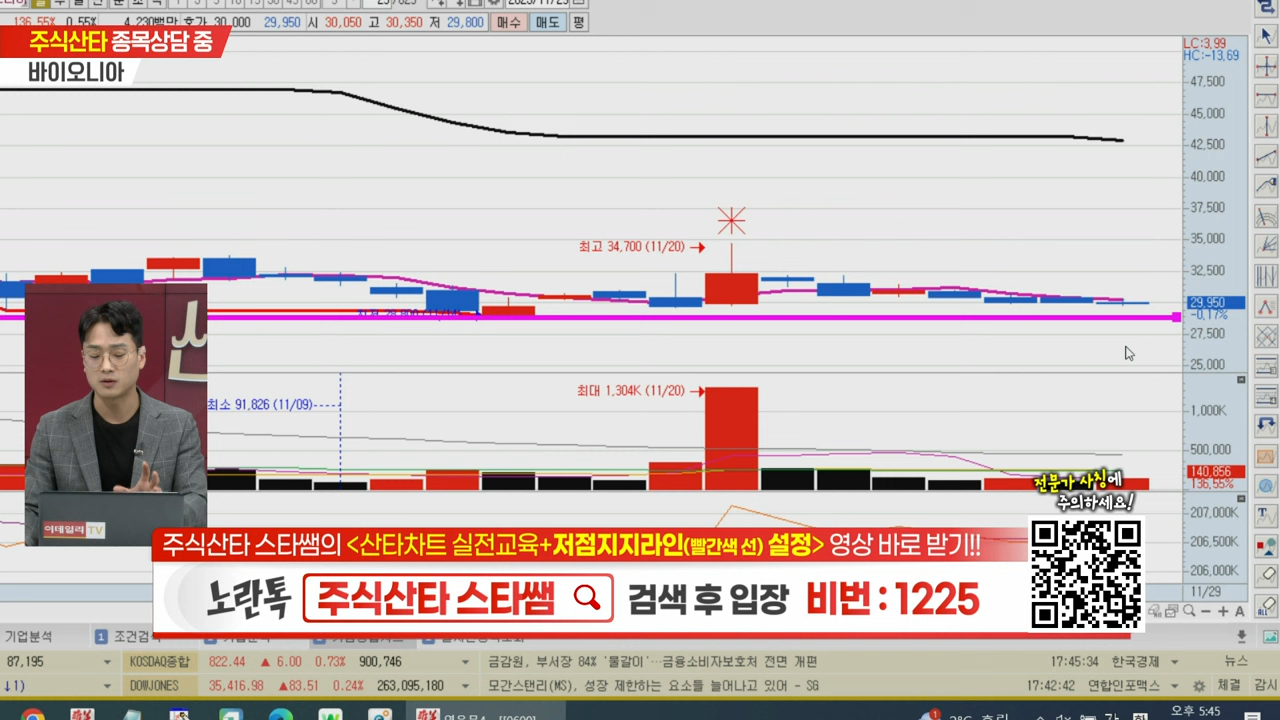 136.55% 0.55% 4,230백만 호가 30,000 29,950 시 30,050 고 30,350 저 29,800 매수 매도 평
주식산타 종목상담 중
바이오니아
LC:3.99
HC:-13.69
47,500
45,000
42,500
40,000
37,500
35,000
32,500
29,950
-0.17%
27,500
25,000
최고 34,700 (11/20)
최대 1,304K (11/20)
최소 91,826 (11/09)
1,000K
500,000
140,856
136.55%
207,000K
206,500K
206,000K
11/29
이데일리 TV
전문가 사칭에
주의하세요!
주식산타 스타쌤의 <산타차트 실전교육+저점지지라인(빨간색 선) 설정> 영상 바로 받기!!
노란톡 주식산타 스타쌤 검색 후 입장 비번 : 1225
기업분석 1 조건검색
87,195 KOSDAQ종합 822.44 ▲ 6.00 0.73% 900,746 금감원, 부서장 84% '물갈이'…금융소비자보호처 전면 개편 17:45:34 한국경제 뉴스
↓1) DOWJONES 35,416.98 ▲83.51 0.24% 263,095,180 모간스탠리(MS), 성장 제한하는 요소들 늘어나고 있어 - SG 17:42:42 연합인포맥스 체결 감시
오후 5:45